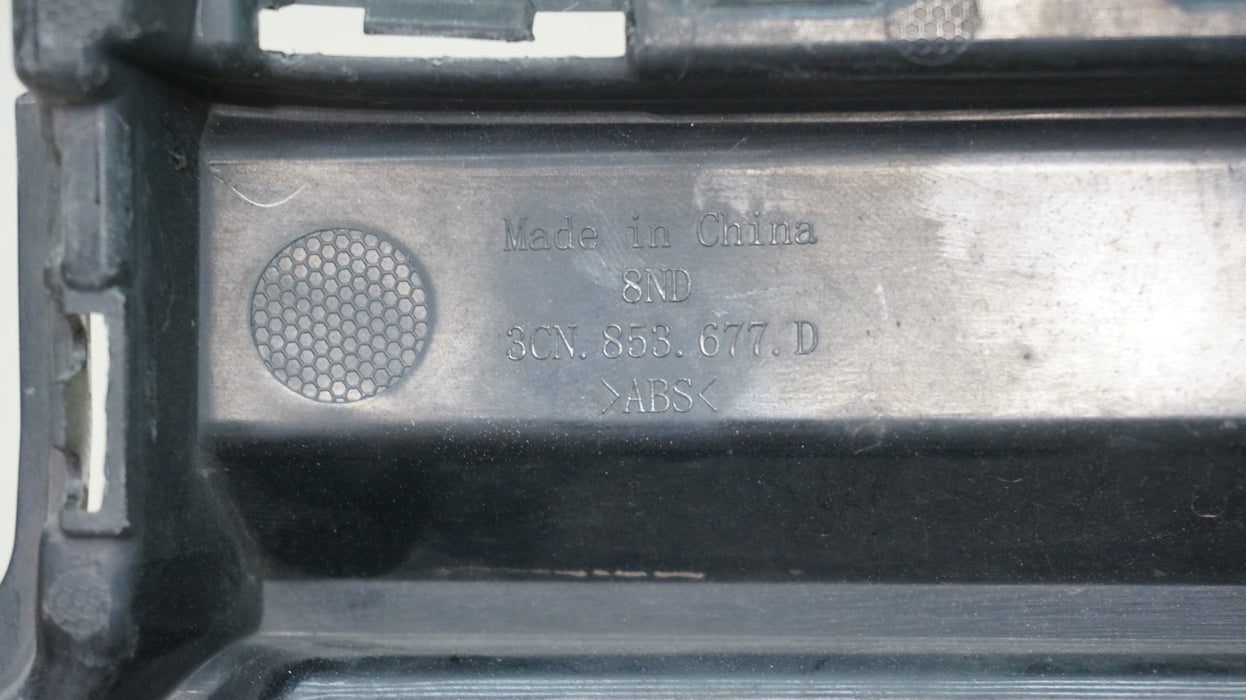 Made in China
8ND
3CN.853.677.D
>ABS<